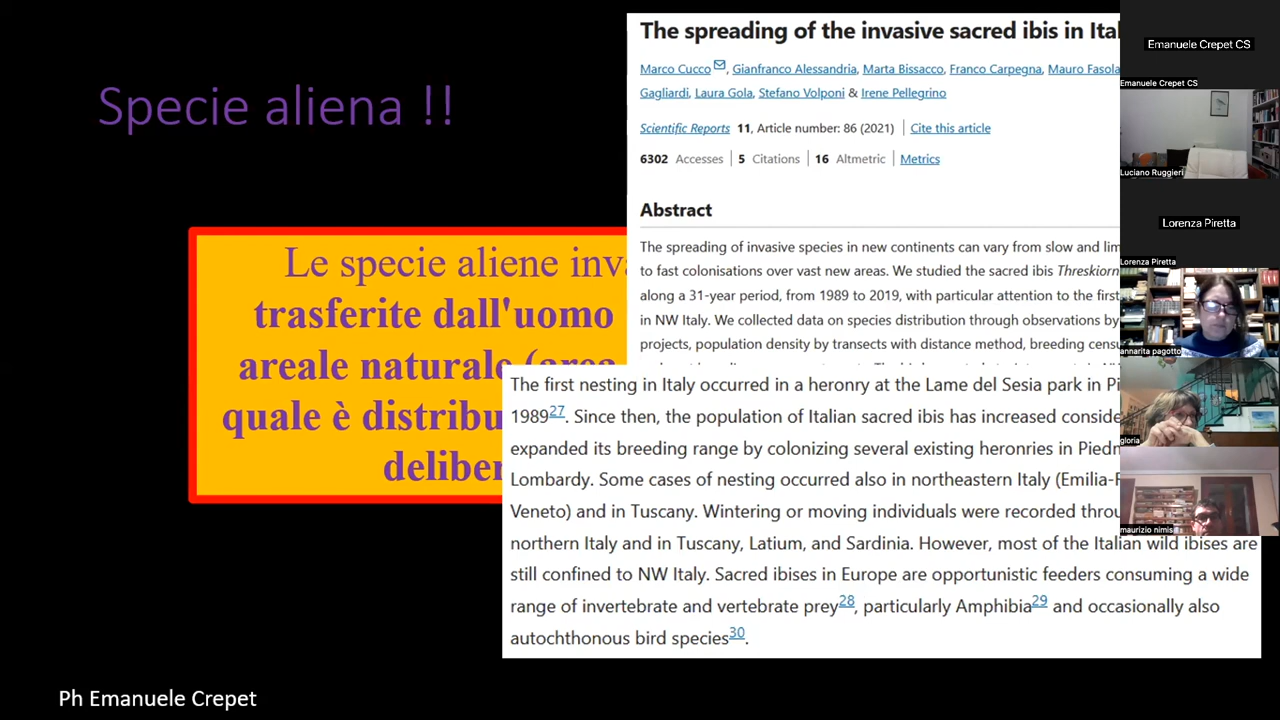 Specie aliena !!
Le specie aliene inv
trasferite dall'uomo
areale naturale (area
quale è distribu
deliber
The spreading of the invasive sacred ibis in Ital
Marco Cucco, Gianfranco Alessandria, Marta Bissacco, Franco Carpegna, Mauro Fasola
Gagliardi, Laura Gola, Stefano Volponi & Irene Pellegrino
Scientific Reports 11, Article number: 86 (2021) Cite this article
6302 Accesses 5 Citations 16 Altmetric Metrics
Abstract
The spreading of invasive species in new continents can vary from slow and lim
to fast colonisations over vast new areas. We studied the sacred ibis Threskiorn
along a 31-year period, from 1989 to 2019, with particular attention to the first
in NW Italy. We collected data on species distribution through observations by
projects, population density by transects with distance method, breeding censu
The first nesting in Italy occurred in a heronry at the Lame del Sesia park in Pi
198927. Since then, the population of Italian sacred ibis has increased conside
expanded its breeding range by colonizing several existing heronries in Piedm
Lombardy. Some cases of nesting occurred also in northeastern Italy (Emilia-R
Veneto) and in Tuscany. Wintering or moving individuals were recorded throu
northern Italy and in Tuscany, Latium, and Sardinia. However, most of the Italian wild ibises are
still confined to NW Italy. Sacred ibises in Europe are opportunistic feeders consuming a wide
range of invertebrate and vertebrate prey28, particularly Amphibia29 and occasionally also
autochthonous bird species30.
Ph Emanuele Crepet
Emanuele Crepet CS
Emanuele Crepet CS
Luciano Ruggieri
Lorenza Piretta
Lorenza Piretta
annarita pagotto
gloria
maurizio nimis